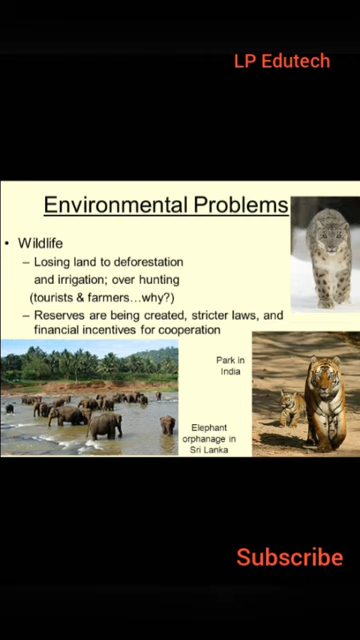 LP Edutech
Environmental Problems
• Wildlife
– Losing land to deforestation
and irrigation; over hunting
(tourists & farmers…why?)
– Reserves are being created, stricter laws, and
financial incentives for cooperation
Park in
India
Elephant
orphanage in
Sri Lanka
Subscribe